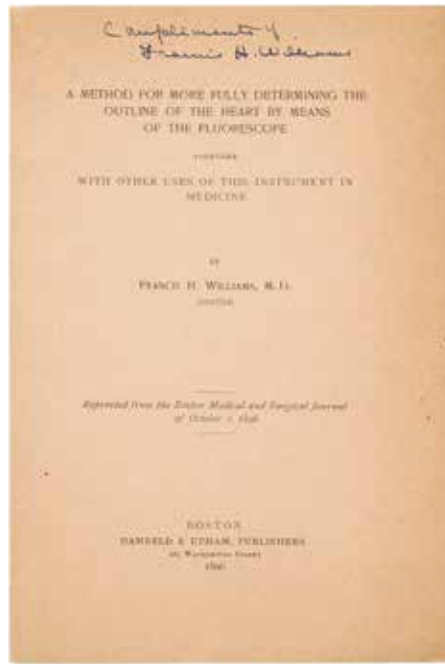 Compliments of
Francis H. Williams
A METHOD FOR MORE FULLY DETERMINING THE
OUTLINE OF THE HEART BY MEANS
OF THE FLUORESCOPE
TOGETHER
WITH OTHER USES OF THIS INSTRUMENT IN
MEDICINE
BY
FRANCIS H. WILLIAMS, M.D.
BOSTON
Reprinted from the Boston Medical and Surgical Journal
of October 1, 1896
BOSTON
DAMRELL & UPHAM, PUBLISHERS
WASHINGTON STREET
1896